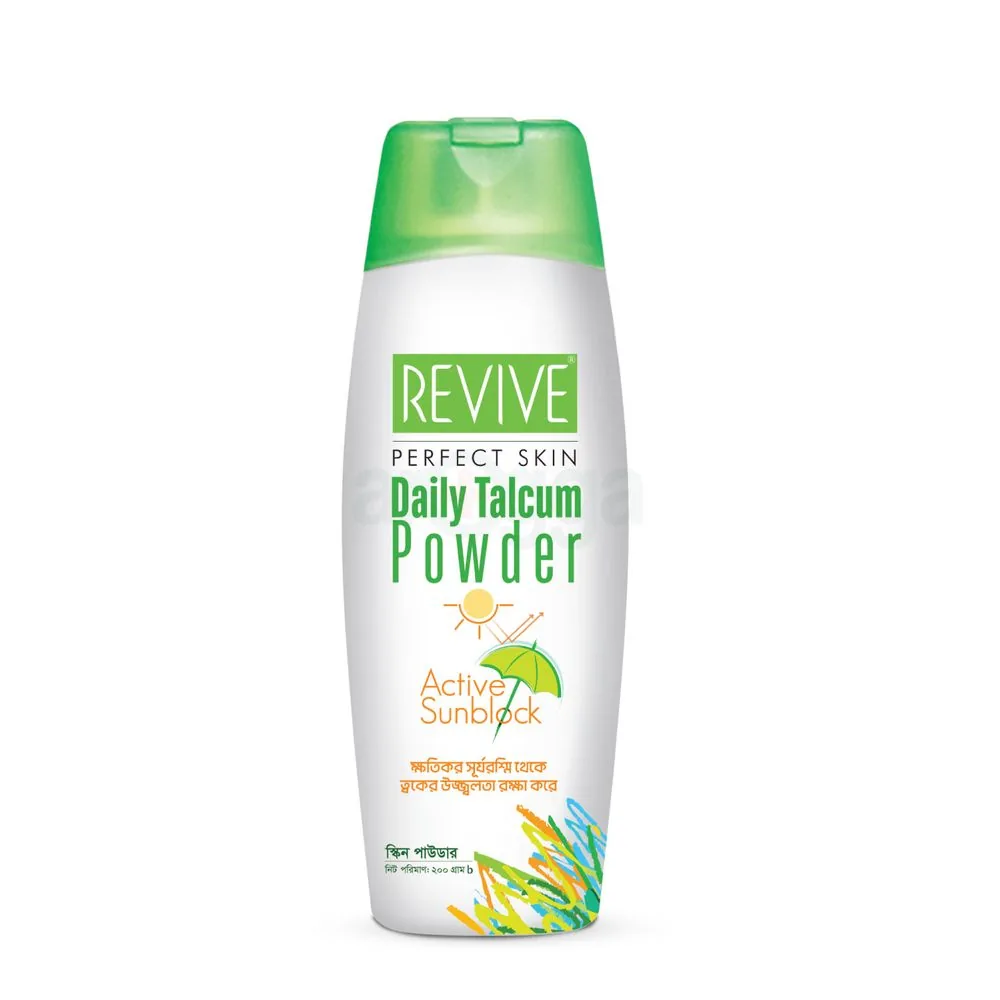 REVIVE®
PERFECT SKIN
Daily Talcum
Powder
Active
Sunblock
ক্ষতিকর সূর্যরশ্মি থেকে
ত্বকের উজ্জ্বলতা রক্ষা করে
স্কিন পাউডার
নিট পরিমাণ: ২০০ গ্রাম b